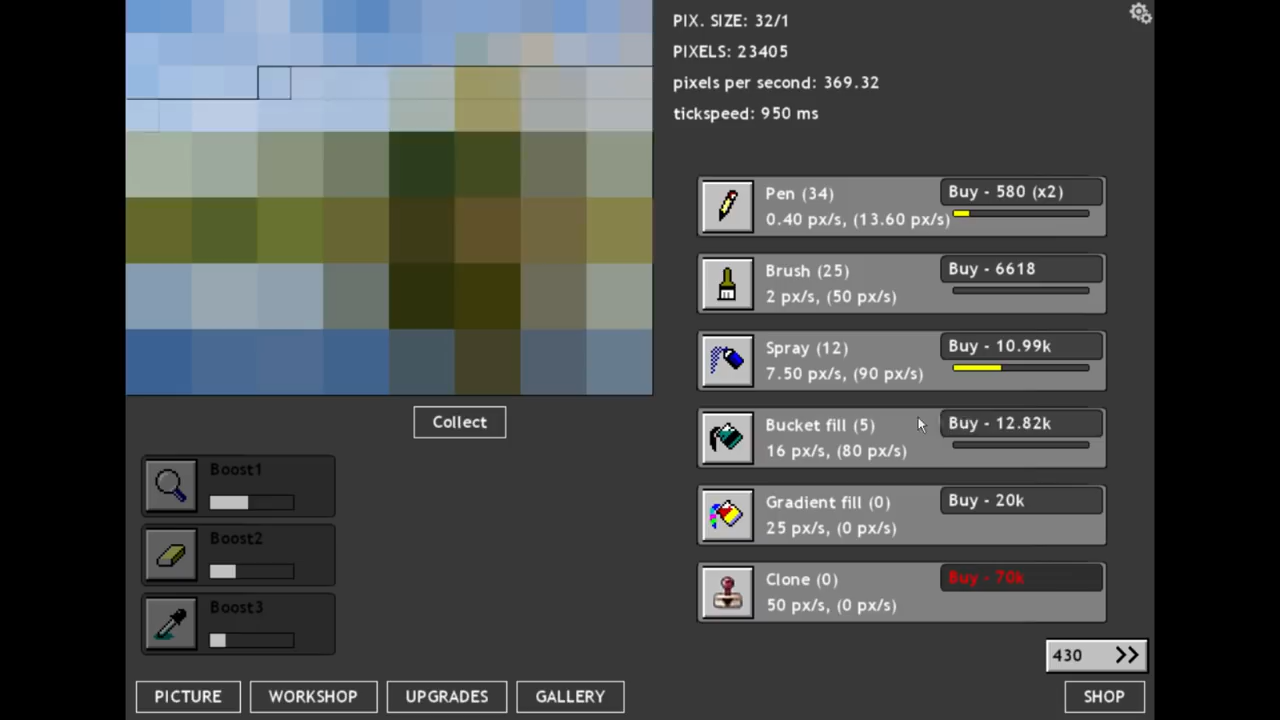 PIX. SIZE: 32/1
PIXELS: 23405
pixels per second: 369.32
tickspeed: 950 ms
Pen (34)
Buy - 580 (x2)
0.40 px/s, (13.60 px/s)
Brush (25)
Buy - 6618
2 px/s, (50 px/s)
Spray (12)
Buy - 10.99k
7.50 px/s, (90 px/s)
Bucket fill (5)
Buy - 12.82k
16 px/s, (80 px/s)
Gradient fill (0)
Buy - 20k
25 px/s, (0 px/s)
Clone (0)
Buy - 70k
50 px/s, (0 px/s)
Collect
Boost1
Boost2
Boost3
430 >>
PICTURE
WORKSHOP
UPGRADES
GALLERY
SHOP